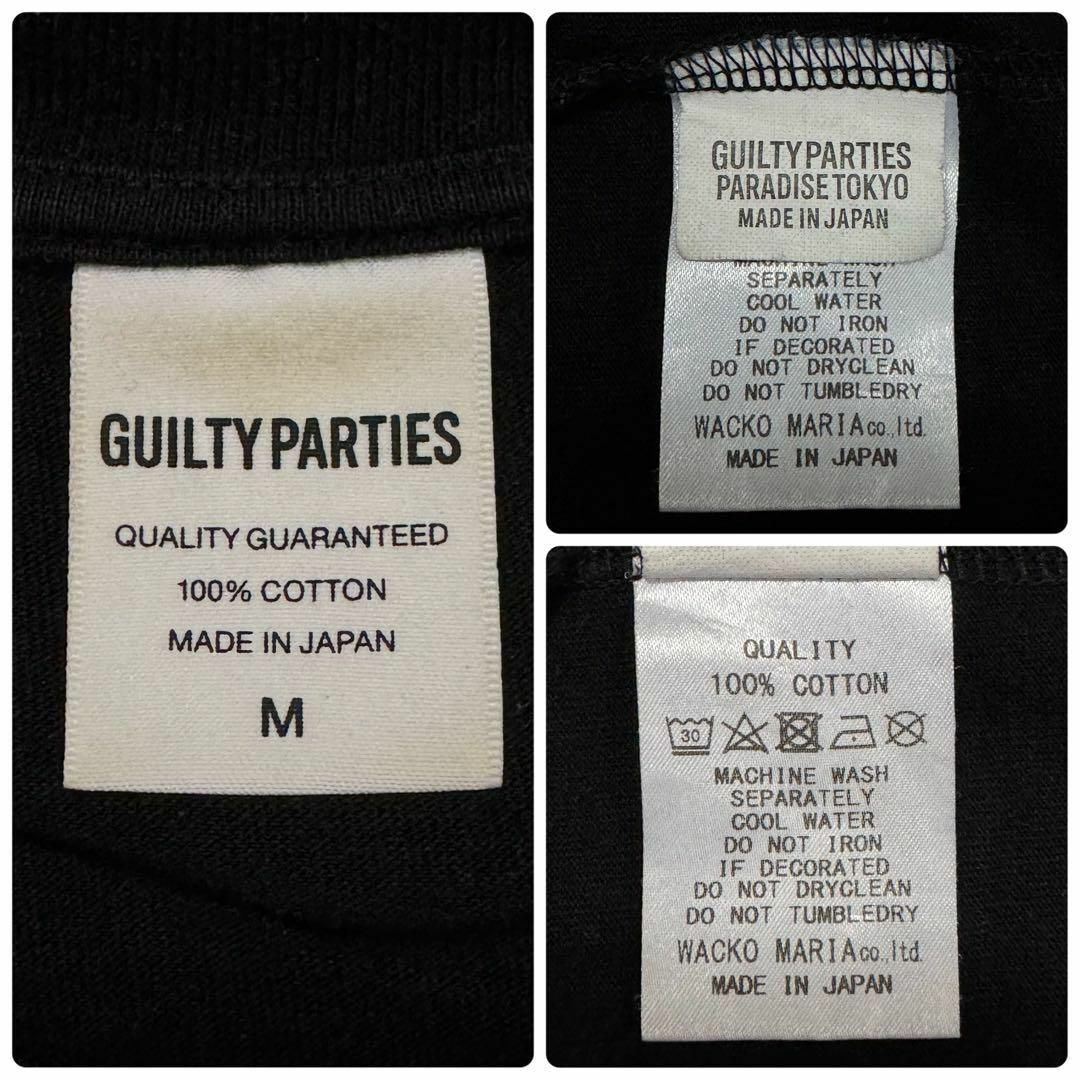 GUILTY PARTIES
QUALITY GUARANTEED
100% COTTON
MADE IN JAPAN
M
GUILTY PARTIES
PARADISE TOKYO
MADE IN JAPAN
MACHINE WASH
SEPARATELY
COOL WATER
DO NOT IRON
IF DECORATED
DO NOT DRYCLEAN
DO NOT TUMBLEDRY
WACKO MARIA co.,ltd.
MADE IN JAPAN
QUALITY
100% COTTON
30
MACHINE WASH
SEPARATELY
COOL WATER
DO NOT IRON
IF DECORATED
DO NOT DRYCLEAN
DO NOT TUMBLEDRY
WACKO MARIA co.,ltd.
MADE IN JAPAN